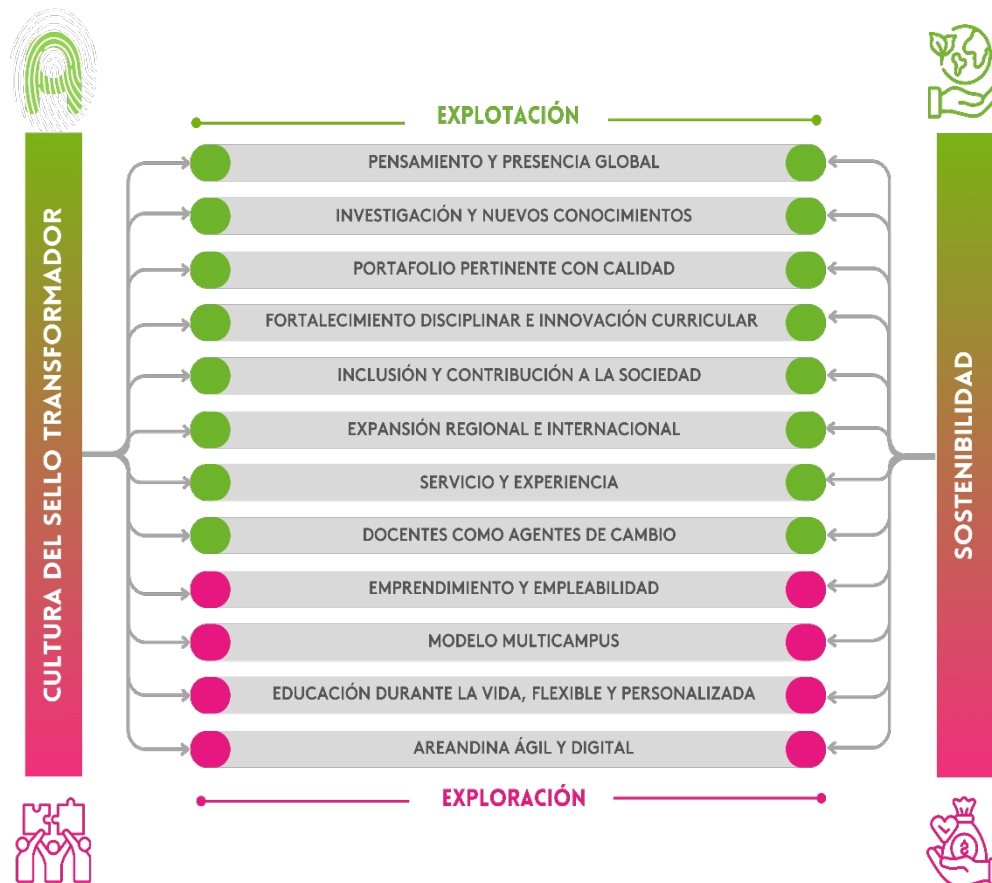 EXPLOTACIÓN
PENSAMIENTO Y PRESENCIA GLOBAL
INVESTIGACIÓN Y NUEVOS CONOCIMIENTOS
PORTAFOLIO PERTINENTE CON CALIDAD
FORTALECIMIENTO DISCIPLINAR E INNOVACIÓN CURRICULAR
INCLUSIÓN Y CONTRIBUCIÓN A LA SOCIEDAD
EXPANSIÓN REGIONAL E INTERNACIONAL
SERVICIO Y EXPERIENCIA
DOCENTES COMO AGENTES DE CAMBIO
EMPRENDIMIENTO Y EMPLEABILIDAD
MODELO MULTICAMPUS
EDUCACIÓN DURANTE LA VIDA, FLEXIBLE Y PERSONALIZADA
AREANDINA ÁGIL Y DIGITAL
EXPLORACIÓN
CULTURA DEL SELLO TRANSFORMADOR
SOSTENIBILIDAD